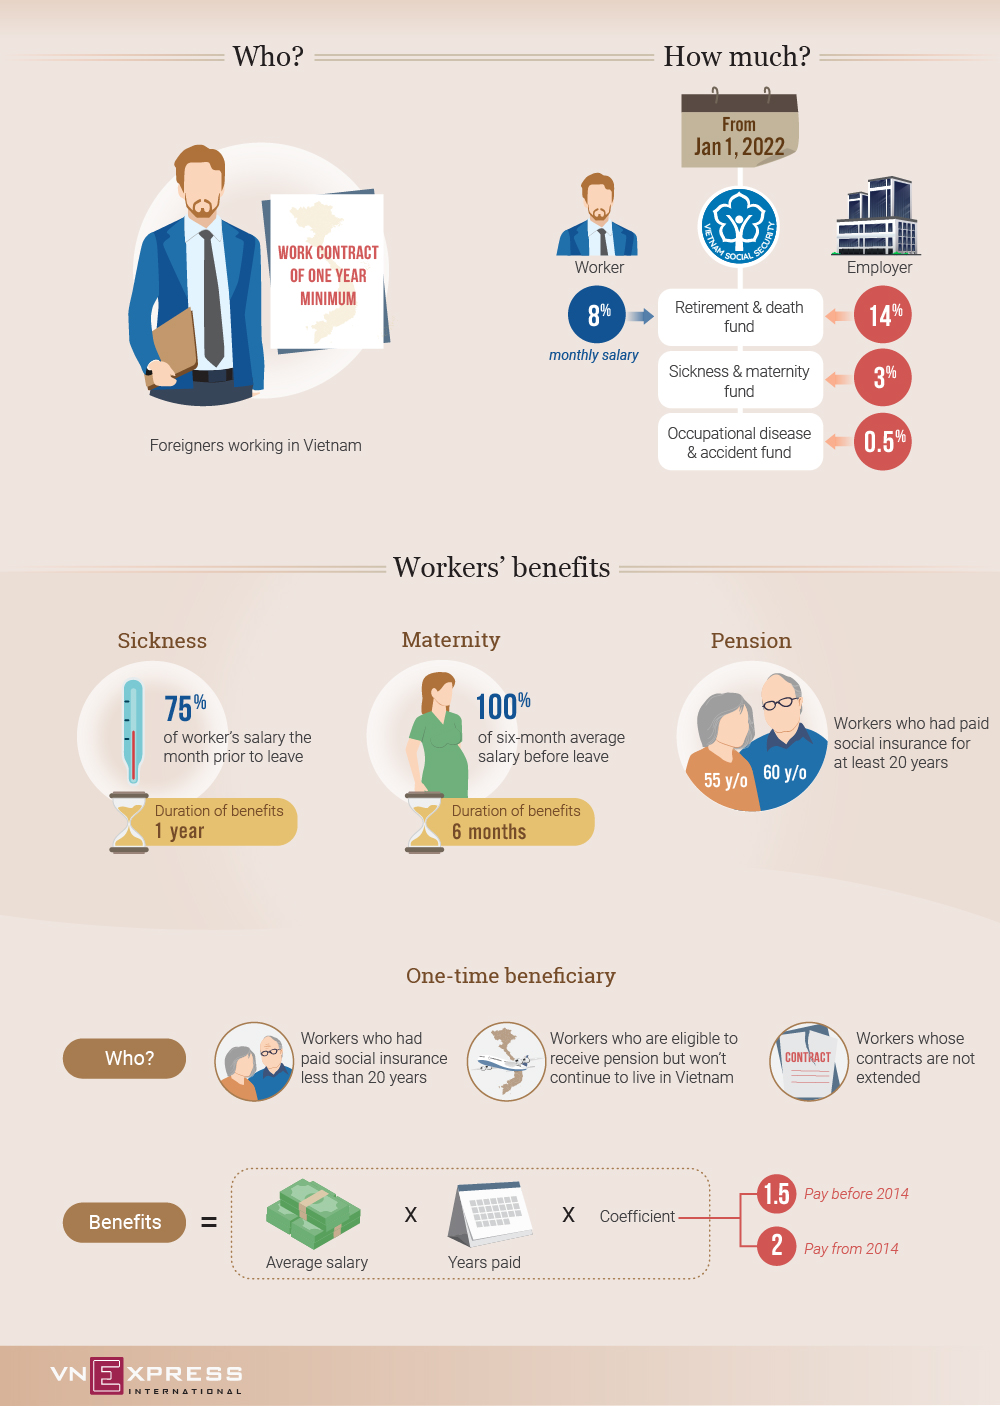 Who?
WORK CONTRACT
OF ONE YEAR
MINIMUM
Foreigners working in Vietnam
How much?
From
Jan 1, 2022
VIETNAM SOCIAL SECURITY
Worker
Employer
8%
monthly salary
Retirement & death
fund
14%
Sickness & maternity
fund
3%
Occupational disease
& accident fund
0.5%
Workers’ benefits
Sickness
75%
of worker's salary the
month prior to leave
Duration of benefits
1 year
Maternity
100%
of six-month average
salary before leave
Duration of benefits
6 months
Pension
55 y/o
60 y/o
Workers who had paid
social insurance for
at least 20 years
One-time beneficiary
Who?
Workers who had
paid social insurance
less than 20 years
Workers who are eligible to
receive pension but won't
continue to live in Vietnam
CONTRACT
Workers whose
contracts are not
extended
Benefits
=
Average salary
X
Years paid
X
Coefficient
1.5
Pay before 2014
2
Pay from 2014
VNEXPRESS
INTERNATIONAL